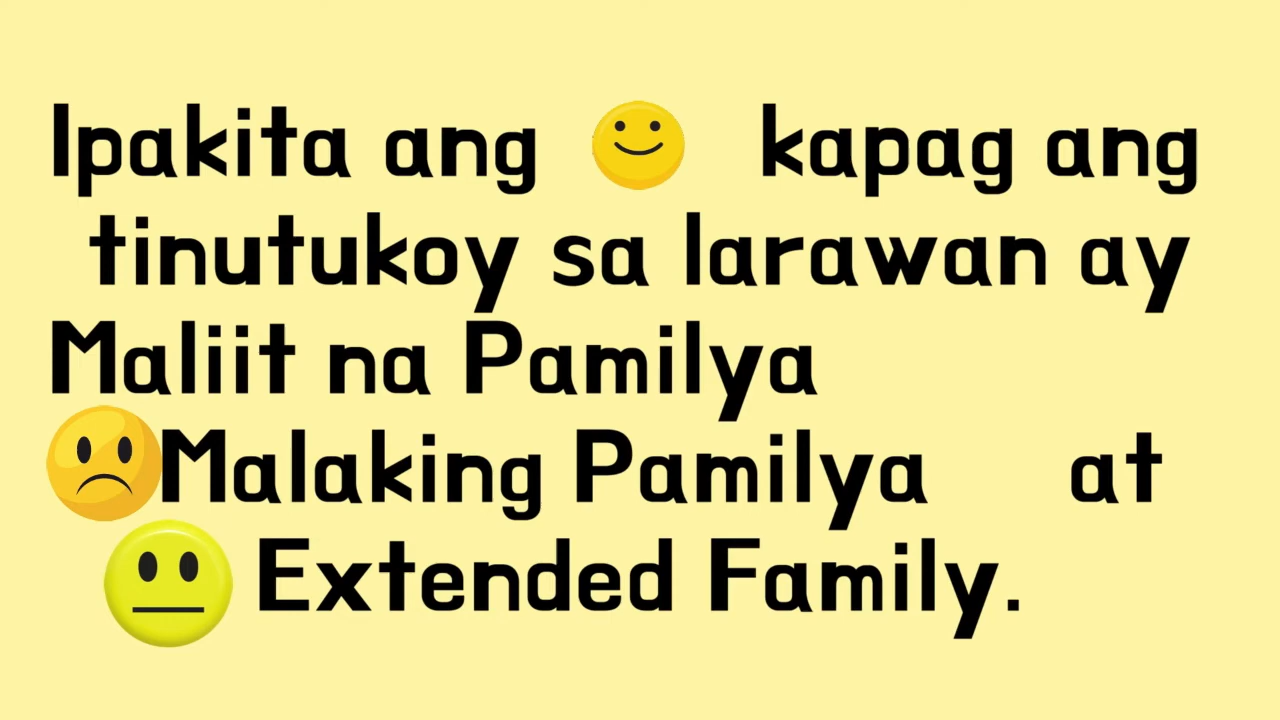 Ipakita ang kapag ang
tinutukoy sa larawan ay
Maliit na Pamilya
Malaking Pamilya at
Extended Family.